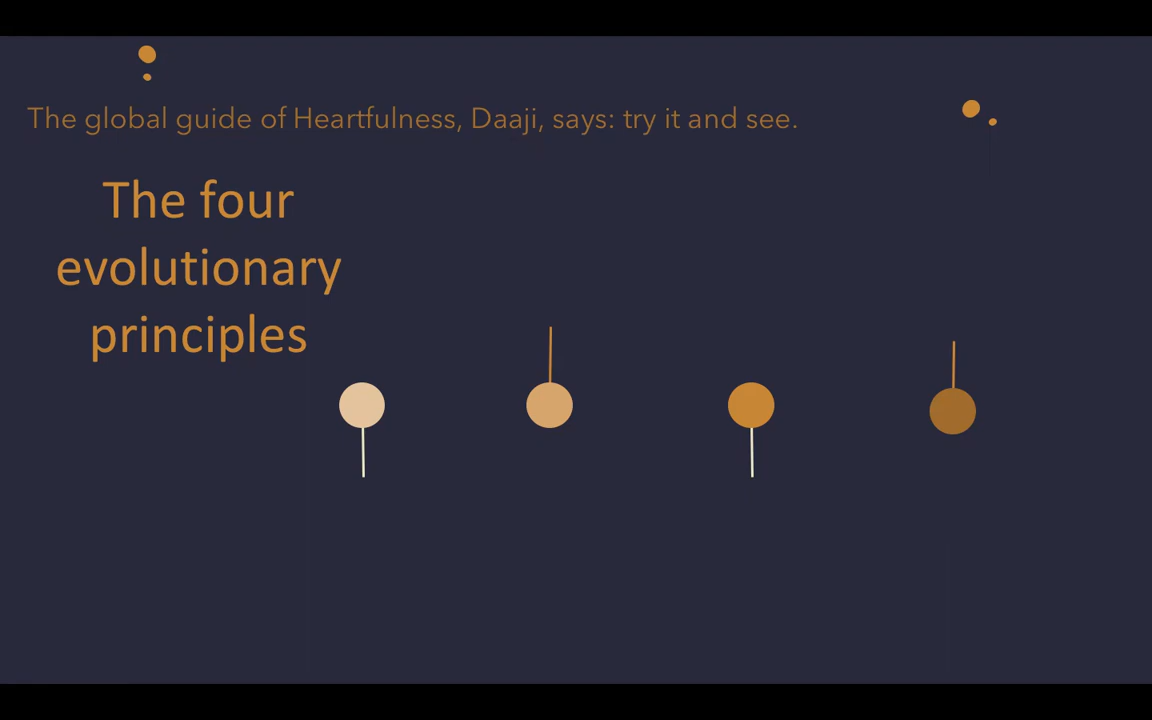 The global guide of Heartfulness, Daaji, says: try it and see.
The four
evolutionary
principles